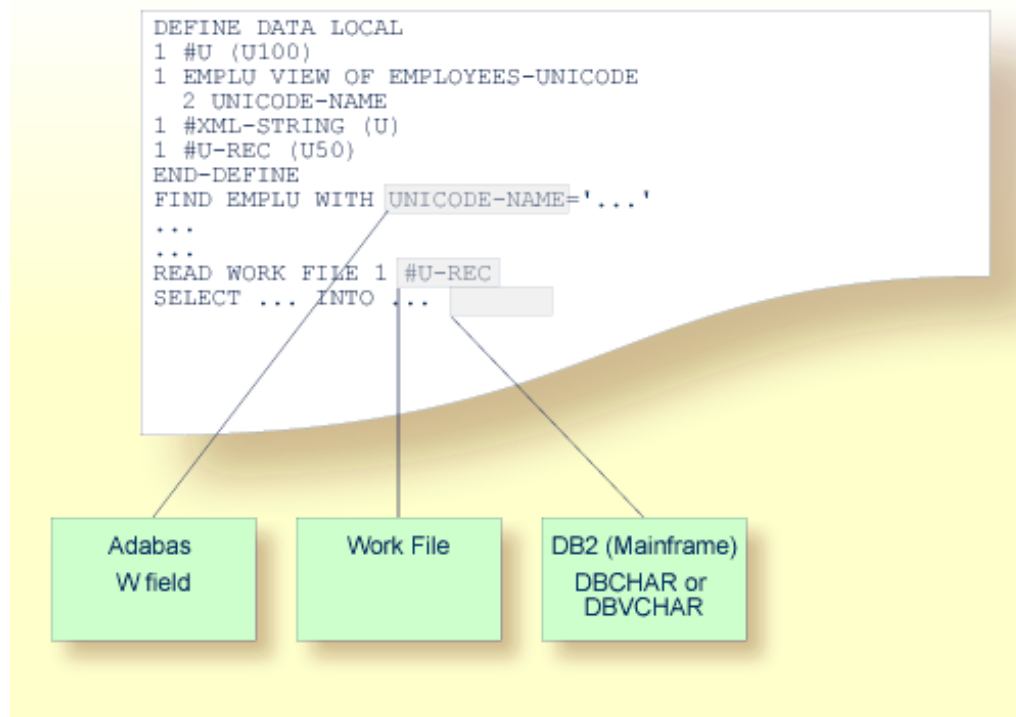 DEFINE DATA LOCAL
1 #U (U100)
1 EMPLU VIEW OF EMPLOYEES-UNICODE
  2 UNICODE-NAME
1 #XML-STRING (U)
1 #U-REC (U50)
END-DEFINE
FIND EMPLU WITH UNICODE-NAME='...'
...
...
READ WORK FILE 1 #U-REC
SELECT ... INTO ...
Adabas
W field
Work File
DB2 (Mainframe)
DBCHAR or
DBVCHAR